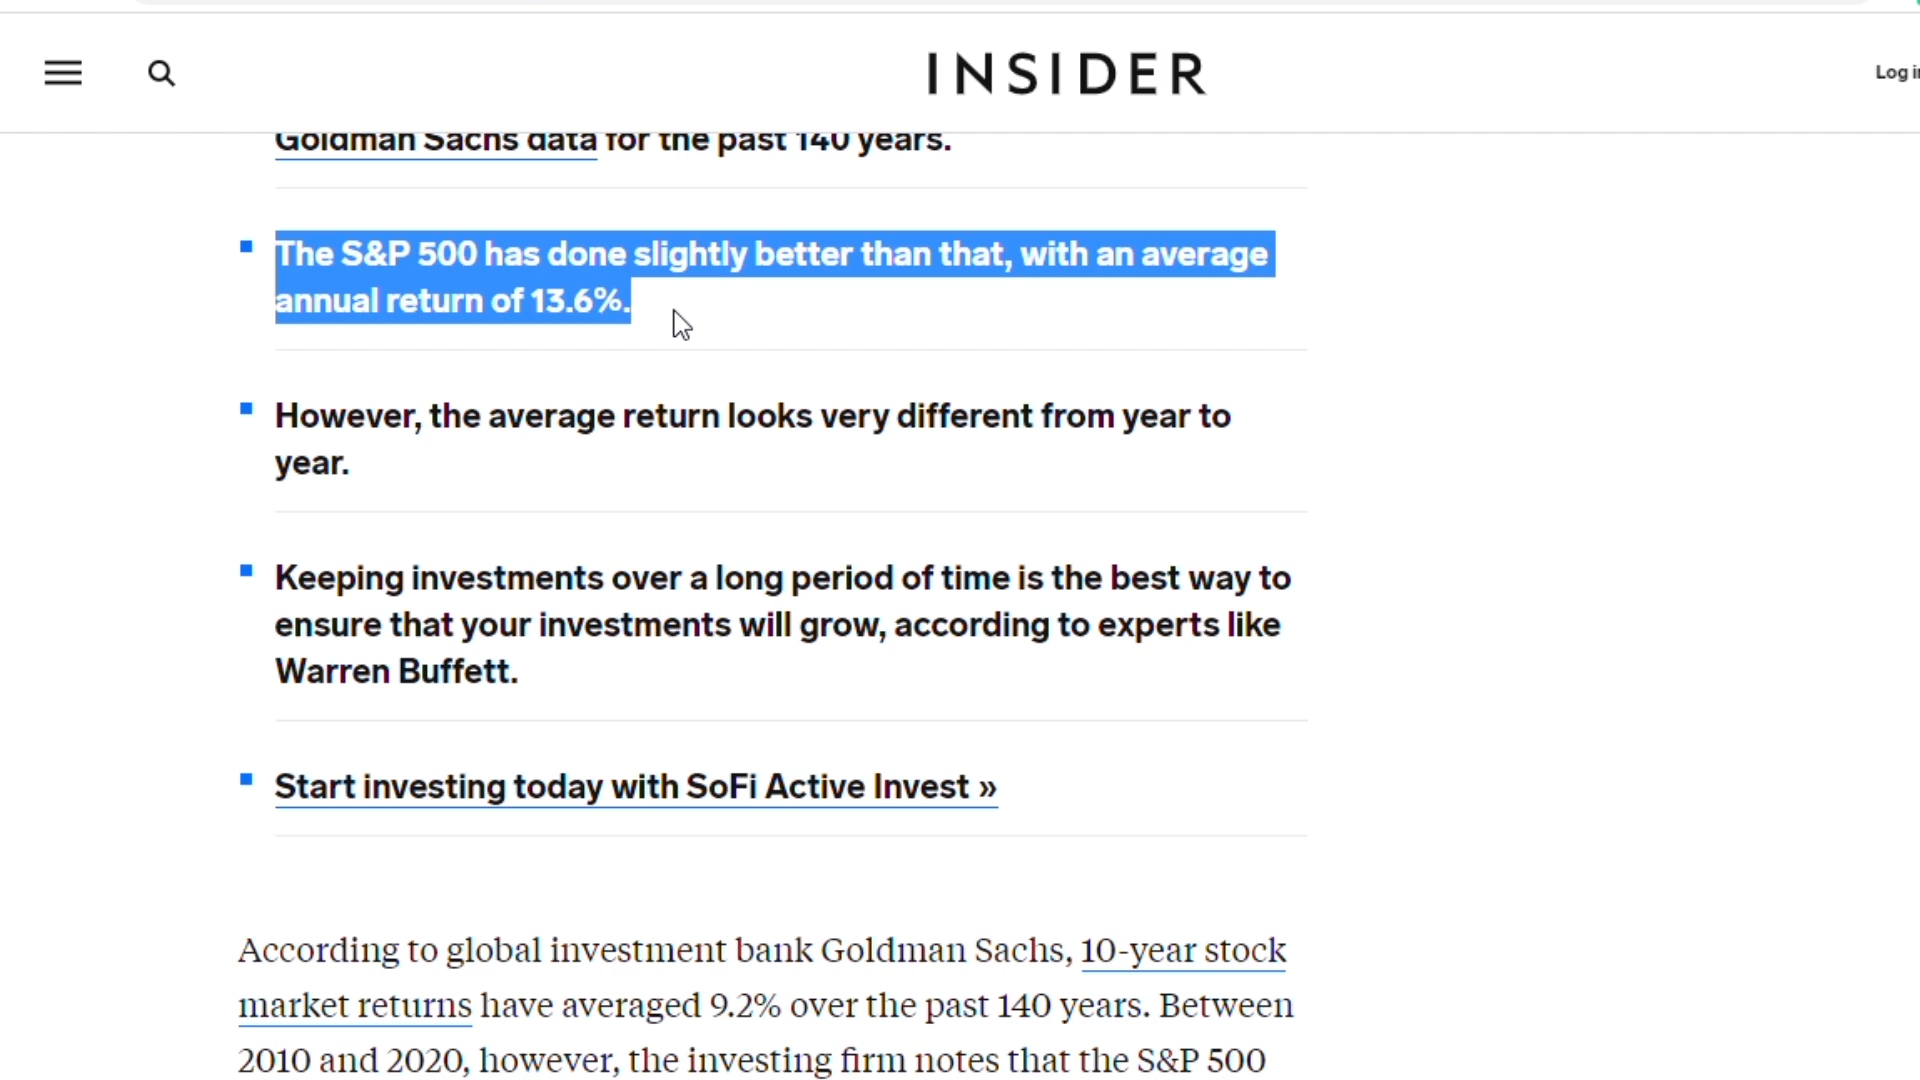 INSIDER
Log in
Goldman Sachs data for the past 140 years.
The S&P 500 has done slightly better than that, with an average
annual return of 13.6%.
However, the average return looks very different from year to
year.
Keeping investments over a long period of time is the best way to
ensure that your investments will grow, according to experts like
Warren Buffett.
Start investing today with SoFi Active Invest »
According to global investment bank Goldman Sachs, 10-year stock
market returns have averaged 9.2% over the past 140 years. Between
2010 and 2020, however, the investing firm notes that the S&P 500